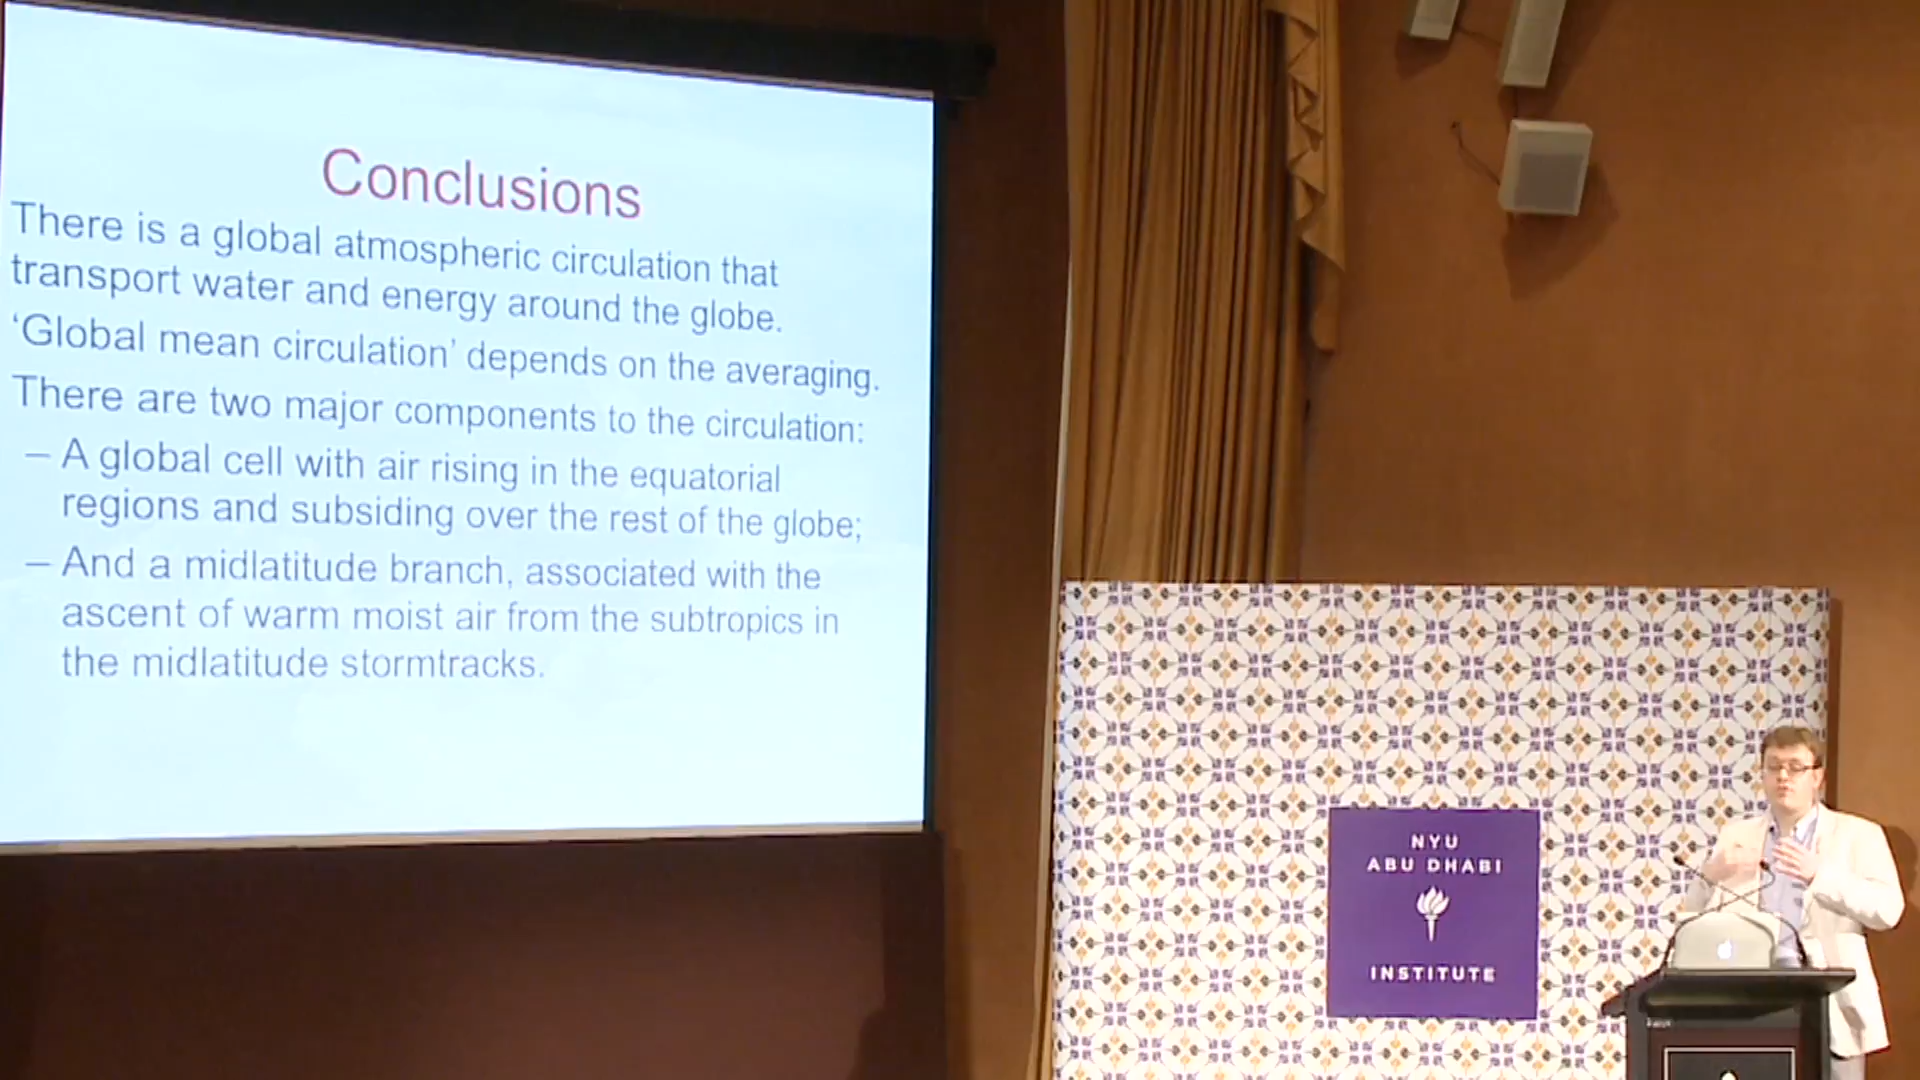 Conclusions
There is a global atmospheric circulation that
transport water and energy around the globe.
‘Global mean circulation’ depends on the averaging.
There are two major components to the circulation:
– A global cell with air rising in the equatorial
regions and subsiding over the rest of the globe;
– And a midlatitude branch, associated with the
ascent of warm moist air from the subtropics in
the midlatitude stormtracks.
NYU
ABU DHABI
INSTITUTE